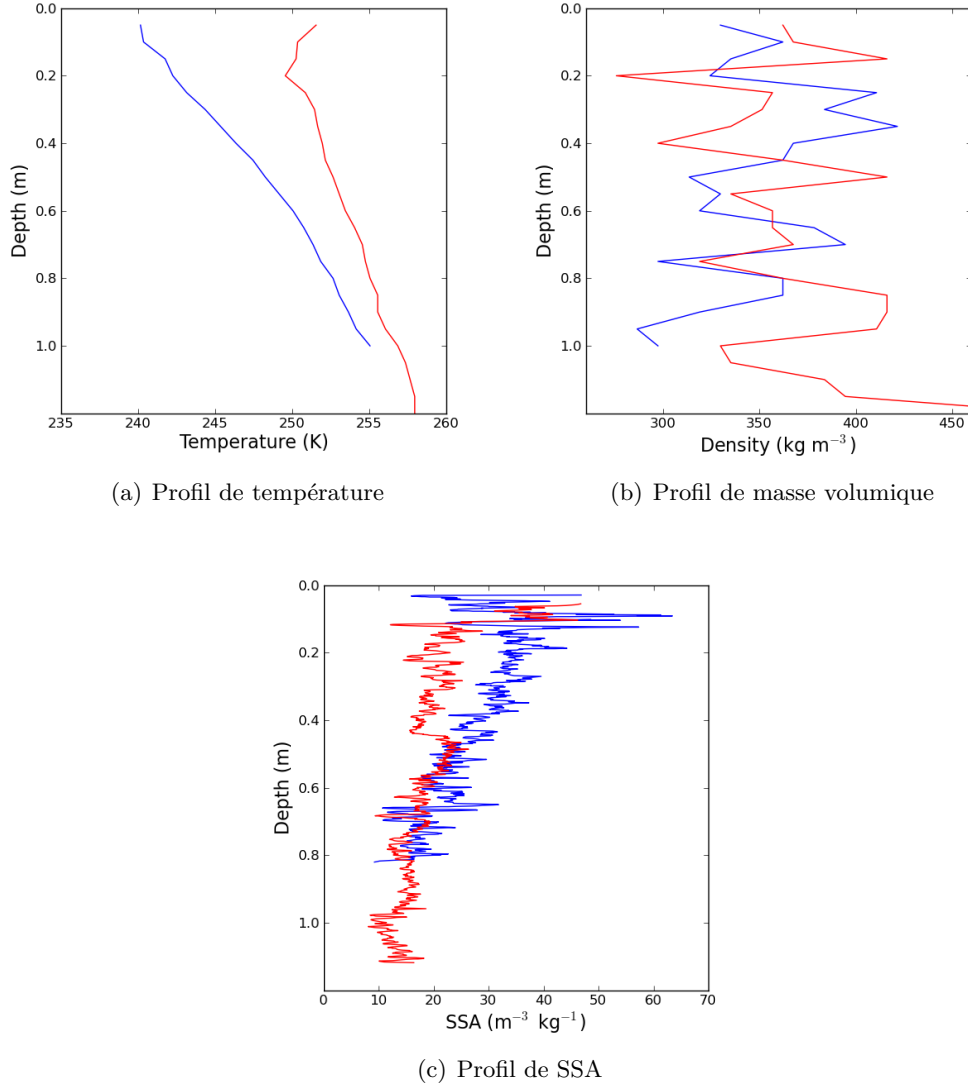 0.0
0.2
0.4
0.6
0.8
1.0
Depth (m)
235 240 245 250 255 260
Temperature (K)
(a) Profil de température
0.0
0.2
0.4
0.6
0.8
1.0
Depth (m)
300 350 400 450
Density (kg m⁻³)
(b) Profil de masse volumique
0.0
0.2
0.4
0.6
0.8
1.0
Depth (m)
0 10 20 30 40 50 60 70
SSA (m⁻³ kg⁻¹)
(c) Profil de SSA